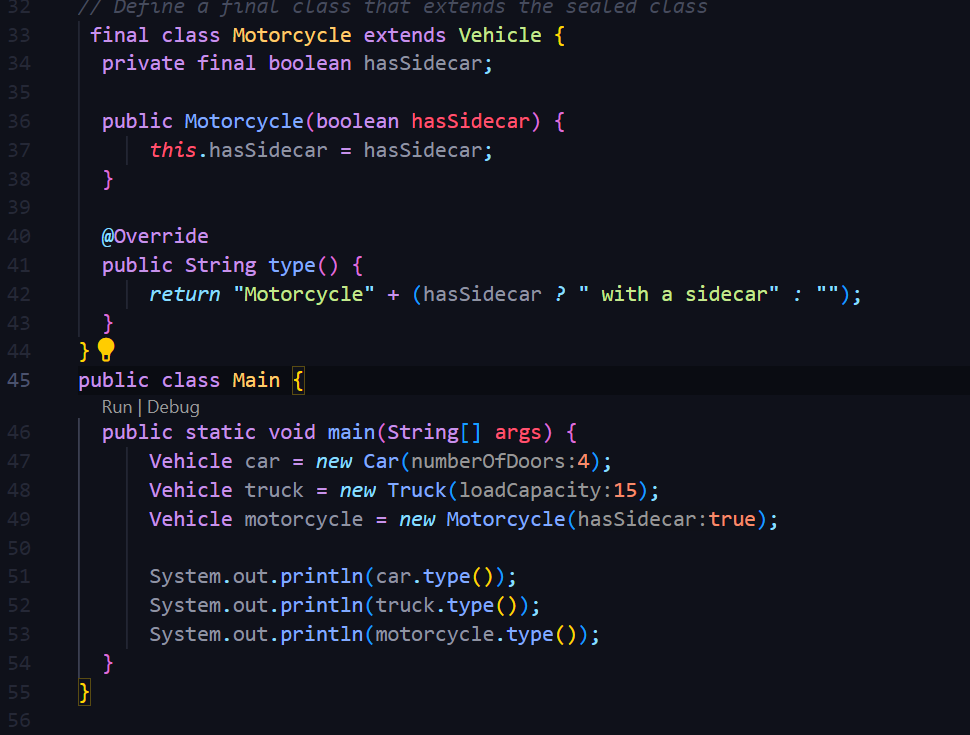 32 // Define a final class that extends the sealed class
33 final class Motorcycle extends Vehicle {
34 private final boolean hasSidecar;
35
36 public Motorcycle(boolean hasSidecar) {
37 this.hasSidecar = hasSidecar;
38 }
39
40 @Override
41 public String type() {
42 return "Motorcycle" + (hasSidecar ? " with a sidecar" : "");
43 }
44 }
45 public class Main {
Run | Debug
46 public static void main(String[] args) {
47 Vehicle car = new Car(numberOfDoors:4);
48 Vehicle truck = new Truck(loadCapacity:15);
49 Vehicle motorcycle = new Motorcycle(hasSidecar:true);
50
51 System.out.println(car.type());
52 System.out.println(truck.type());
53 System.out.println(motorcycle.type());
54 }
55 }
56